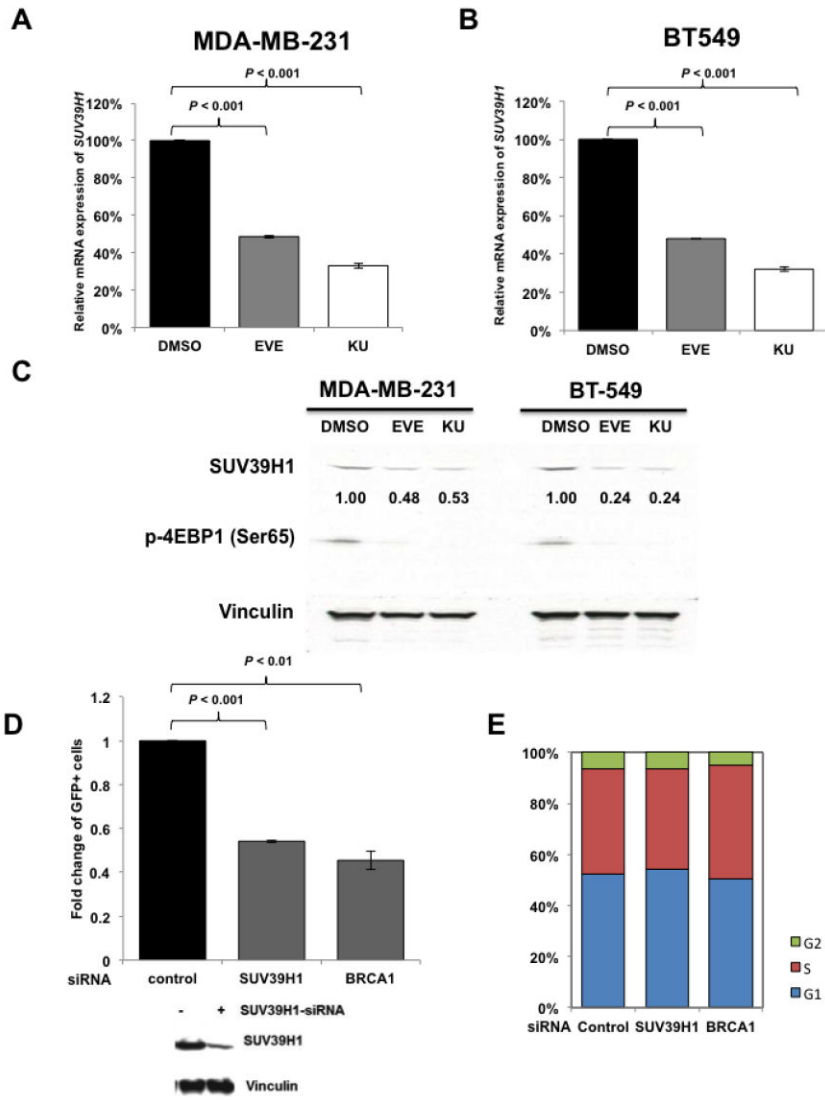 A
MDA-MB-231
P < 0.001
P < 0.001
Relative mRNA expression of SUV39H1
120%
100%
80%
60%
40%
20%
0%
DMSO EVE KU
B
BT549
P < 0.001
P < 0.001
Relative mRNA expression of SUV39H1
120%
100%
80%
60%
40%
20%
0%
DMSO EVE KU
C
MDA-MB-231 BT-549
DMSO EVE KU DMSO EVE KU
SUV39H1
1.00 0.48 0.53 1.00 0.24 0.24
p-4EBP1 (Ser65)
Vinculin
D
P < 0.01
P < 0.001
Fold change of GFP+ cells
1.2
1
0.8
0.6
0.4
0.2
0
siRNA control SUV39H1 BRCA1
- + SUV39H1-siRNA
SUV39H1
Vinculin
E
100%
80%
60%
40%
20%
0%
G2
S
G1
siRNA Control SUV39H1 BRCA1